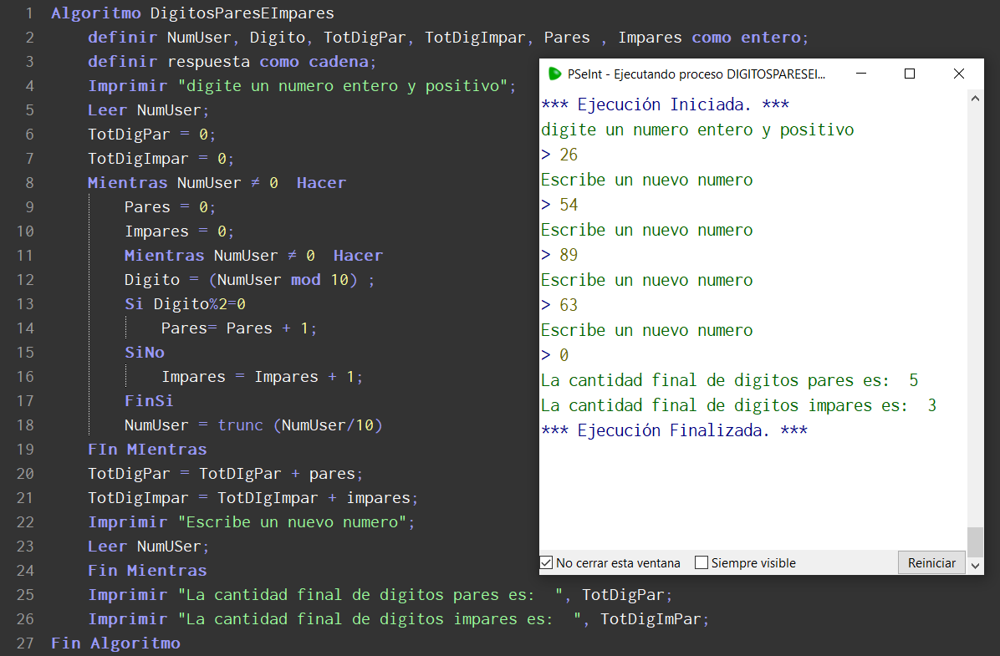 1 Algoritmo DigitosParesEImpares
2 definir NumUser, Digito, TotDigPar, TotDigImpar, Pares , Impares como entero;
3 definir respuesta como cadena;
4 Imprimir "digite un numero entero y positivo";
5 Leer NumUser;
6 TotDigPar = 0;
7 TotDigImpar = 0;
8 Mientras NumUser ≠ 0  Hacer
9 Pares = 0;
10 Impares = 0;
11 Mientras NumUser ≠ 0  Hacer
12 Digito = (NumUser mod 10) ;
13 Si Digito%2=0
14 Pares= Pares + 1;
15 SiNo
16 Impares = Impares + 1;
17 FinSi
18 NumUser = trunc (NumUser/10)
19 FIn MIentras
20 TotDigPar = TotDIgPar + pares;
21 TotDigImpar = TotDIgImpar + impares;
22 Imprimir "Escribe un nuevo numero";
23 Leer NumUSer;
24 Fin Mientras
25 Imprimir "La cantidad final de digitos pares es:  ", TotDigPar;
26 Imprimir "La cantidad final de digitos impares es:  ", TotDigImPar;
27 Fin Algoritmo
PSeInt - Ejecutando proceso DIGITOSPARESEI...
*** Ejecución Iniciada. ***
digite un numero entero y positivo
> 26
Escribe un nuevo numero
> 54
Escribe un nuevo numero
> 89
Escribe un nuevo numero
> 63
Escribe un nuevo numero
> 0
La cantidad final de digitos pares es:  5
La cantidad final de digitos impares es:  3
*** Ejecución Finalizada. ***
No cerrar esta ventana
Siempre visible
Reiniciar